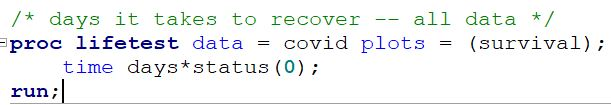 /* days it takes to recover -- all data */
proc lifetest data = covid plots = (survival);
time days*status(0);
run;